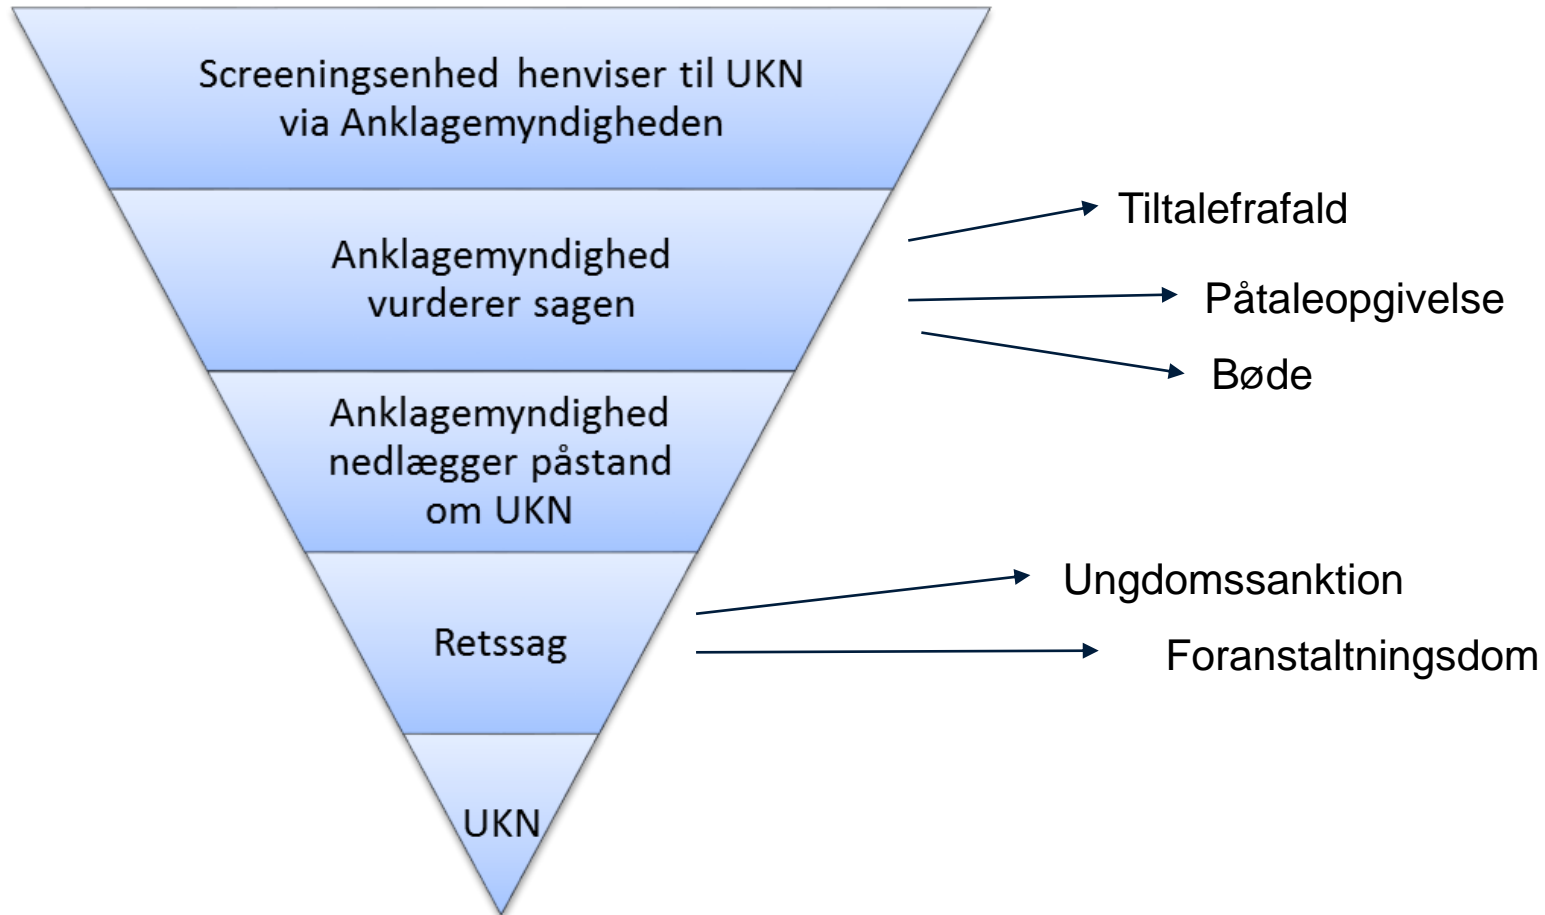 Screeningsenhed henviser til UKN
via Anklagemyndigheden
Anklagemyndighed
vurderer sagen
Tiltalefrafald
Påtaleopgivelse
Bøde
Anklagemyndighed
nedlægger påstand
om UKN
Retssag
Ungdomssanktion
Foranstaltningsdom
UKN